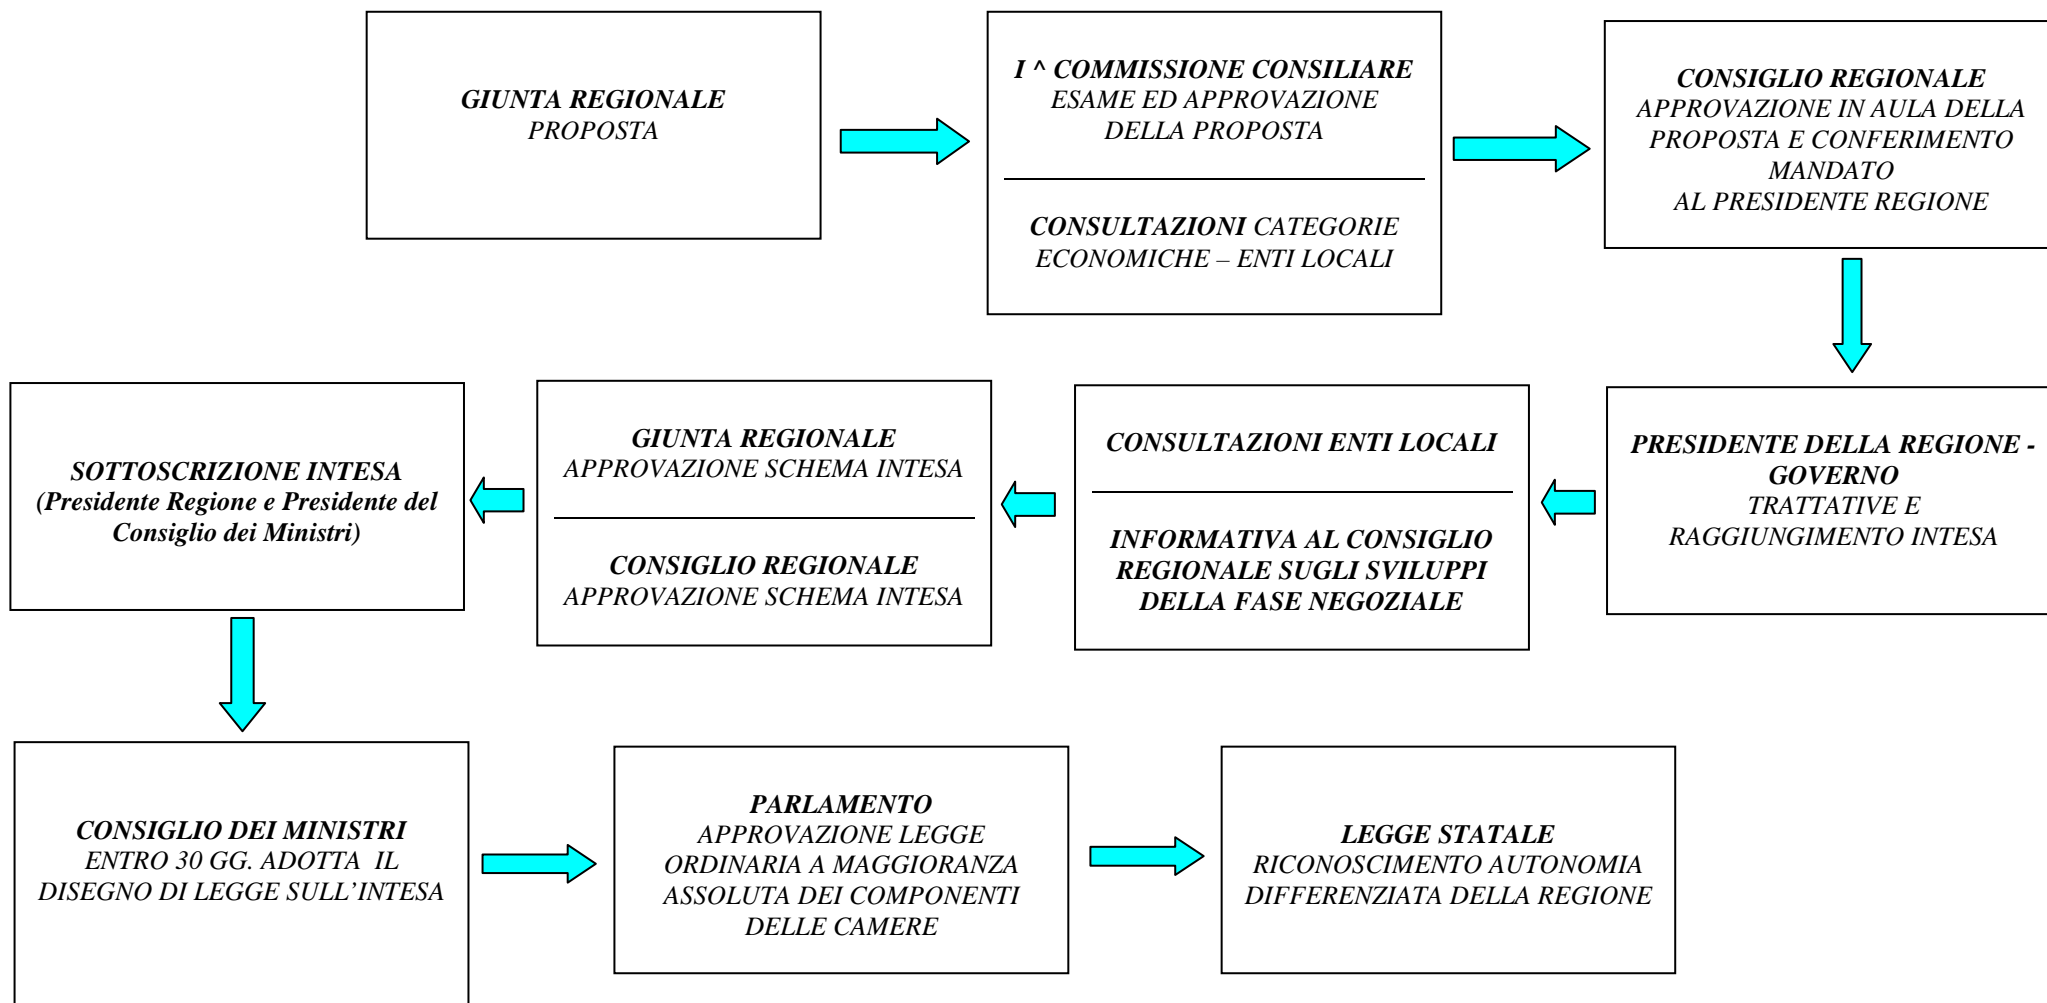 GIUNTA REGIONALE
PROPOSTA
I ^ COMMISSIONE CONSILIARE
ESAME ED APPROVAZIONE
DELLA PROPOSTA
CONSULTAZIONI CATEGORIE
ECONOMICHE – ENTI LOCALI
CONSIGLIO REGIONALE
APPROVAZIONE IN AULA DELLA
PROPOSTA E CONFERIMENTO
MANDATO
AL PRESIDENTE REGIONE
PRESIDENTE DELLA REGIONE -
GOVERNO
TRATTATIVE E
RAGGIUNGIMENTO INTESA
CONSULTAZIONI ENTI LOCALI
INFORMATIVA AL CONSIGLIO
REGIONALE SUGLI SVILUPPI
DELLA FASE NEGOZIALE
GIUNTA REGIONALE
APPROVAZIONE SCHEMA INTESA
CONSIGLIO REGIONALE
APPROVAZIONE SCHEMA INTESA
SOTTOSCRIZIONE INTESA
(Presidente Regione e Presidente del
Consiglio dei Ministri)
CONSIGLIO DEI MINISTRI
ENTRO 30 GG. ADOTTA IL
DISEGNO DI LEGGE SULL'INTESA
PARLAMENTO
APPROVAZIONE LEGGE
ORDINARIA A MAGGIORANZA
ASSOLUTA DEI COMPONENTI
DELLE CAMERE
LEGGE STATALE
RICONOSCIMENTO AUTONOMIA
DIFFERENZIATA DELLA REGIONE